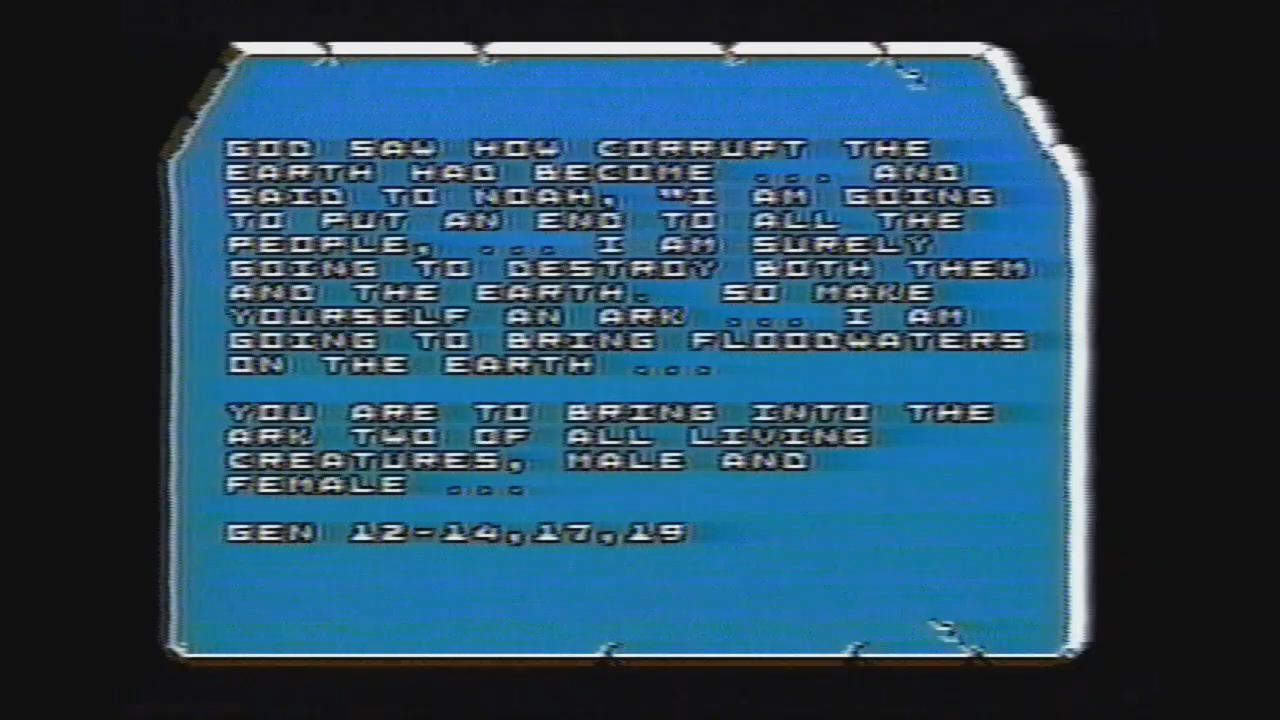 GOD SAW HOW CORRUPT THE
EARTH HAD BECOME ... AND
SAID TO NOAH, "I AM GOING
TO PUT AN END TO ALL THE
PEOPLE, ... I AM SURELY
GOING TO DESTROY BOTH THEM
AND THE EARTH. SO MAKE
YOURSELF AN ARK ... I AM
GOING TO BRING FLOODWATERS
ON THE EARTH ...
YOU ARE TO BRING INTO THE
ARK TWO OF ALL LIVING
CREATURES, MALE AND
FEMALE ...
GEN 12-14,17,19